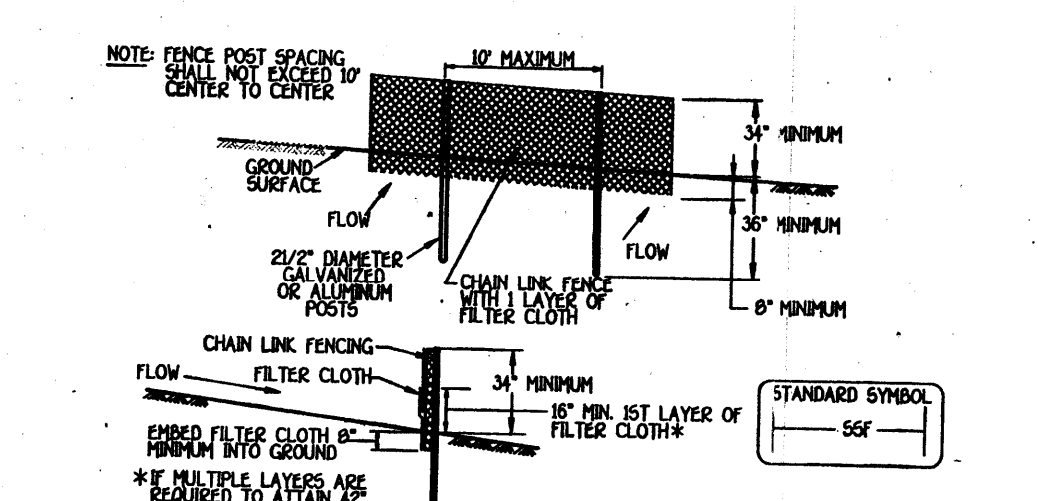 NOTE: FENCE POST SPACING
SHALL NOT EXCEED 10'
CENTER TO CENTER
10' MAXIMUM
34" MINIMUM
GROUND
SURFACE
FLOW
36" MINIMUM
FLOW
21/2" DIAMETER
GALVANIZED
OR ALUMINUM
POSTS
CHAIN LINK FENCE
WITH 1 LAYER OF
FILTER CLOTH
8" MINIMUM
CHAIN LINK FENCING
FLOW
FILTER CLOTH
34" MINIMUM
16" MIN. 1ST LAYER OF
FILTER CLOTH*
EMBED FILTER CLOTH 8"
MINIMUM INTO GROUND
*IF MULTIPLE LAYERS ARE
REQUIRED TO ATTAIN 42"
STANDARD SYMBOL
SSF